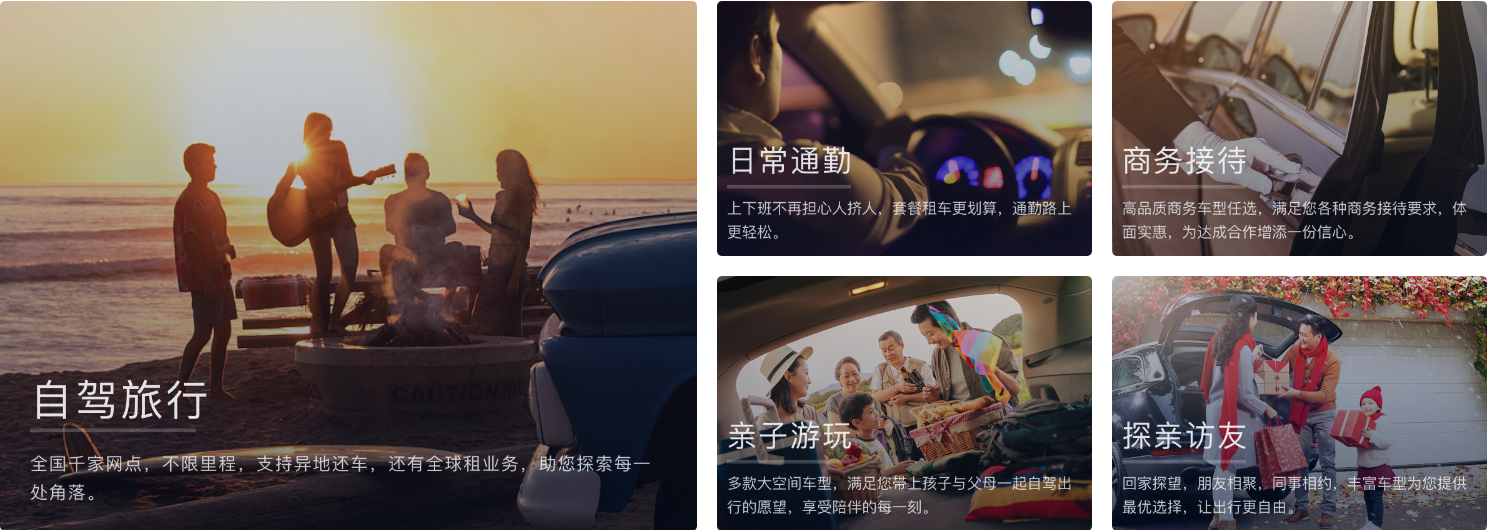 自驾旅行
全国千家网点，不限里程，支持异地还车，还有全球租业务，助您探索每一
处角落。
日常通勤
上下班不再担心人挤人，套餐租车更划算，通勤路上
更轻松。
商务接待
高品质商务车型任选，满足您各种商务接待要求，体
面实惠，为达成合作增添一份信心。
亲子游玩
多款大空间车型，满足您带上孩子与父母一起自驾出
行的愿望，享受陪伴的每一刻。
探亲访友
回家探望，朋友相聚，同事相约，丰富车型为您提供
最优选择，让出行更自由。
CAUTION HO